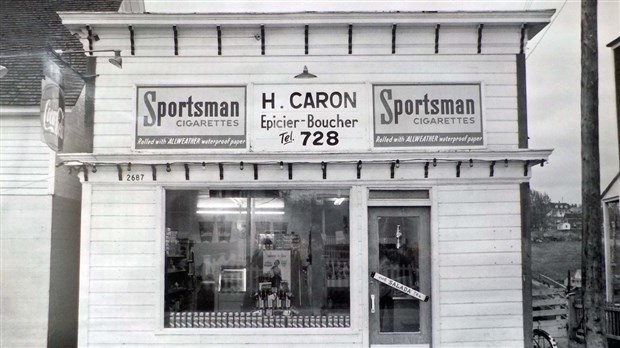 Sportsman
CIGARETTES
Rolled with ALLWEATHER waterproof paper
H. CARON
Epicier-Boucher
Tel. 728
Sportsman
CIGARETTES
Rolled with ALLWEATHER waterproof paper
2687
"SALADA"